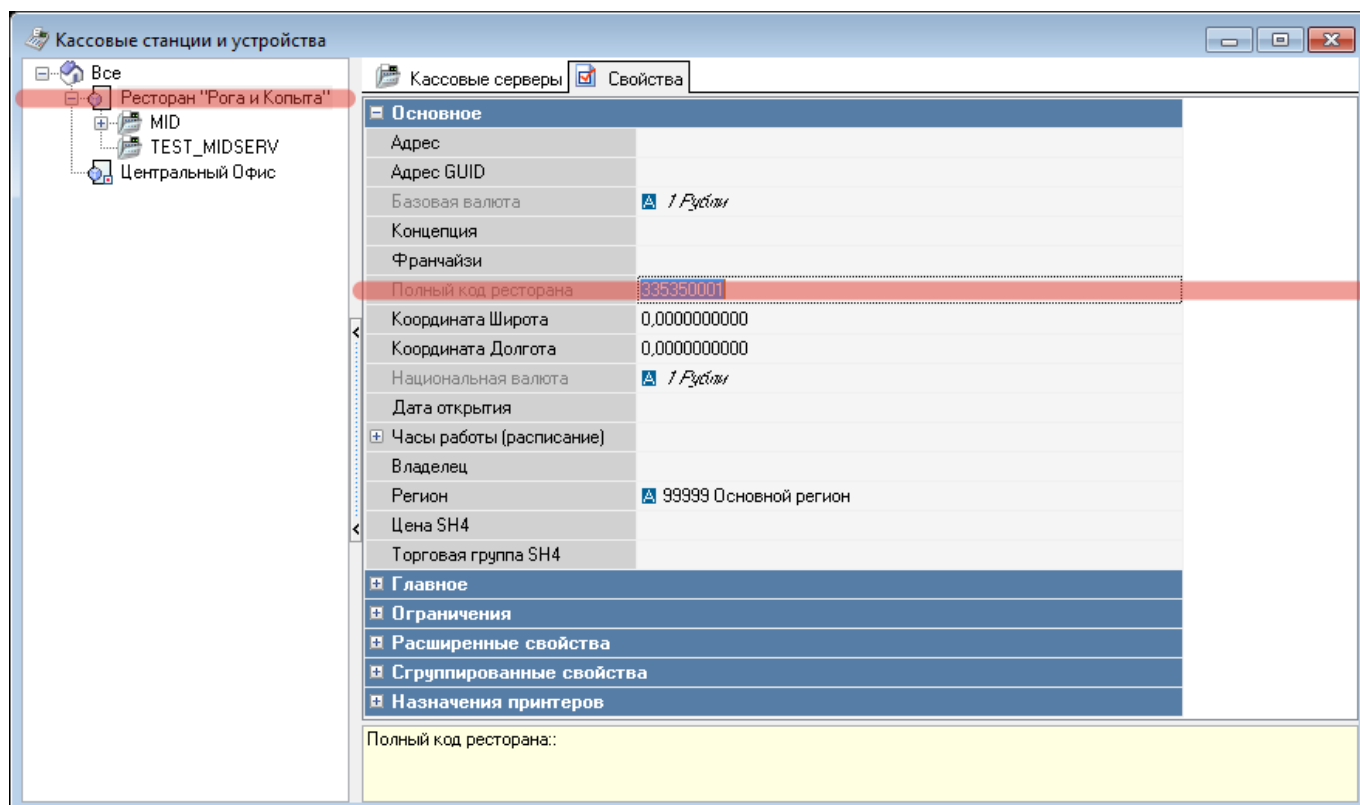 Кассовые станции и устройства
Все
Ресторан "Рога и Копыта"
MID
TEST_MIDSERV
Центральный Офис
Кассовые серверы Свойства
Основное
Адрес
Адрес GUID
Базовая валюта A 1 Рубли
Концепция
Франчайзи
Полный код ресторана 335350001
Координата Широта 0,0000000000
Координата Долгота 0,0000000000
Национальная валюта A 1 Рубли
Дата открытия
Часы работы (расписание)
Владелец
Регион A 99999 Основной регион
Цена SH4
Торговая группа SH4
Главное
Ограничения
Расширенные свойства
Сгруппированные свойства
Назначения принтеров
Полный код ресторана::